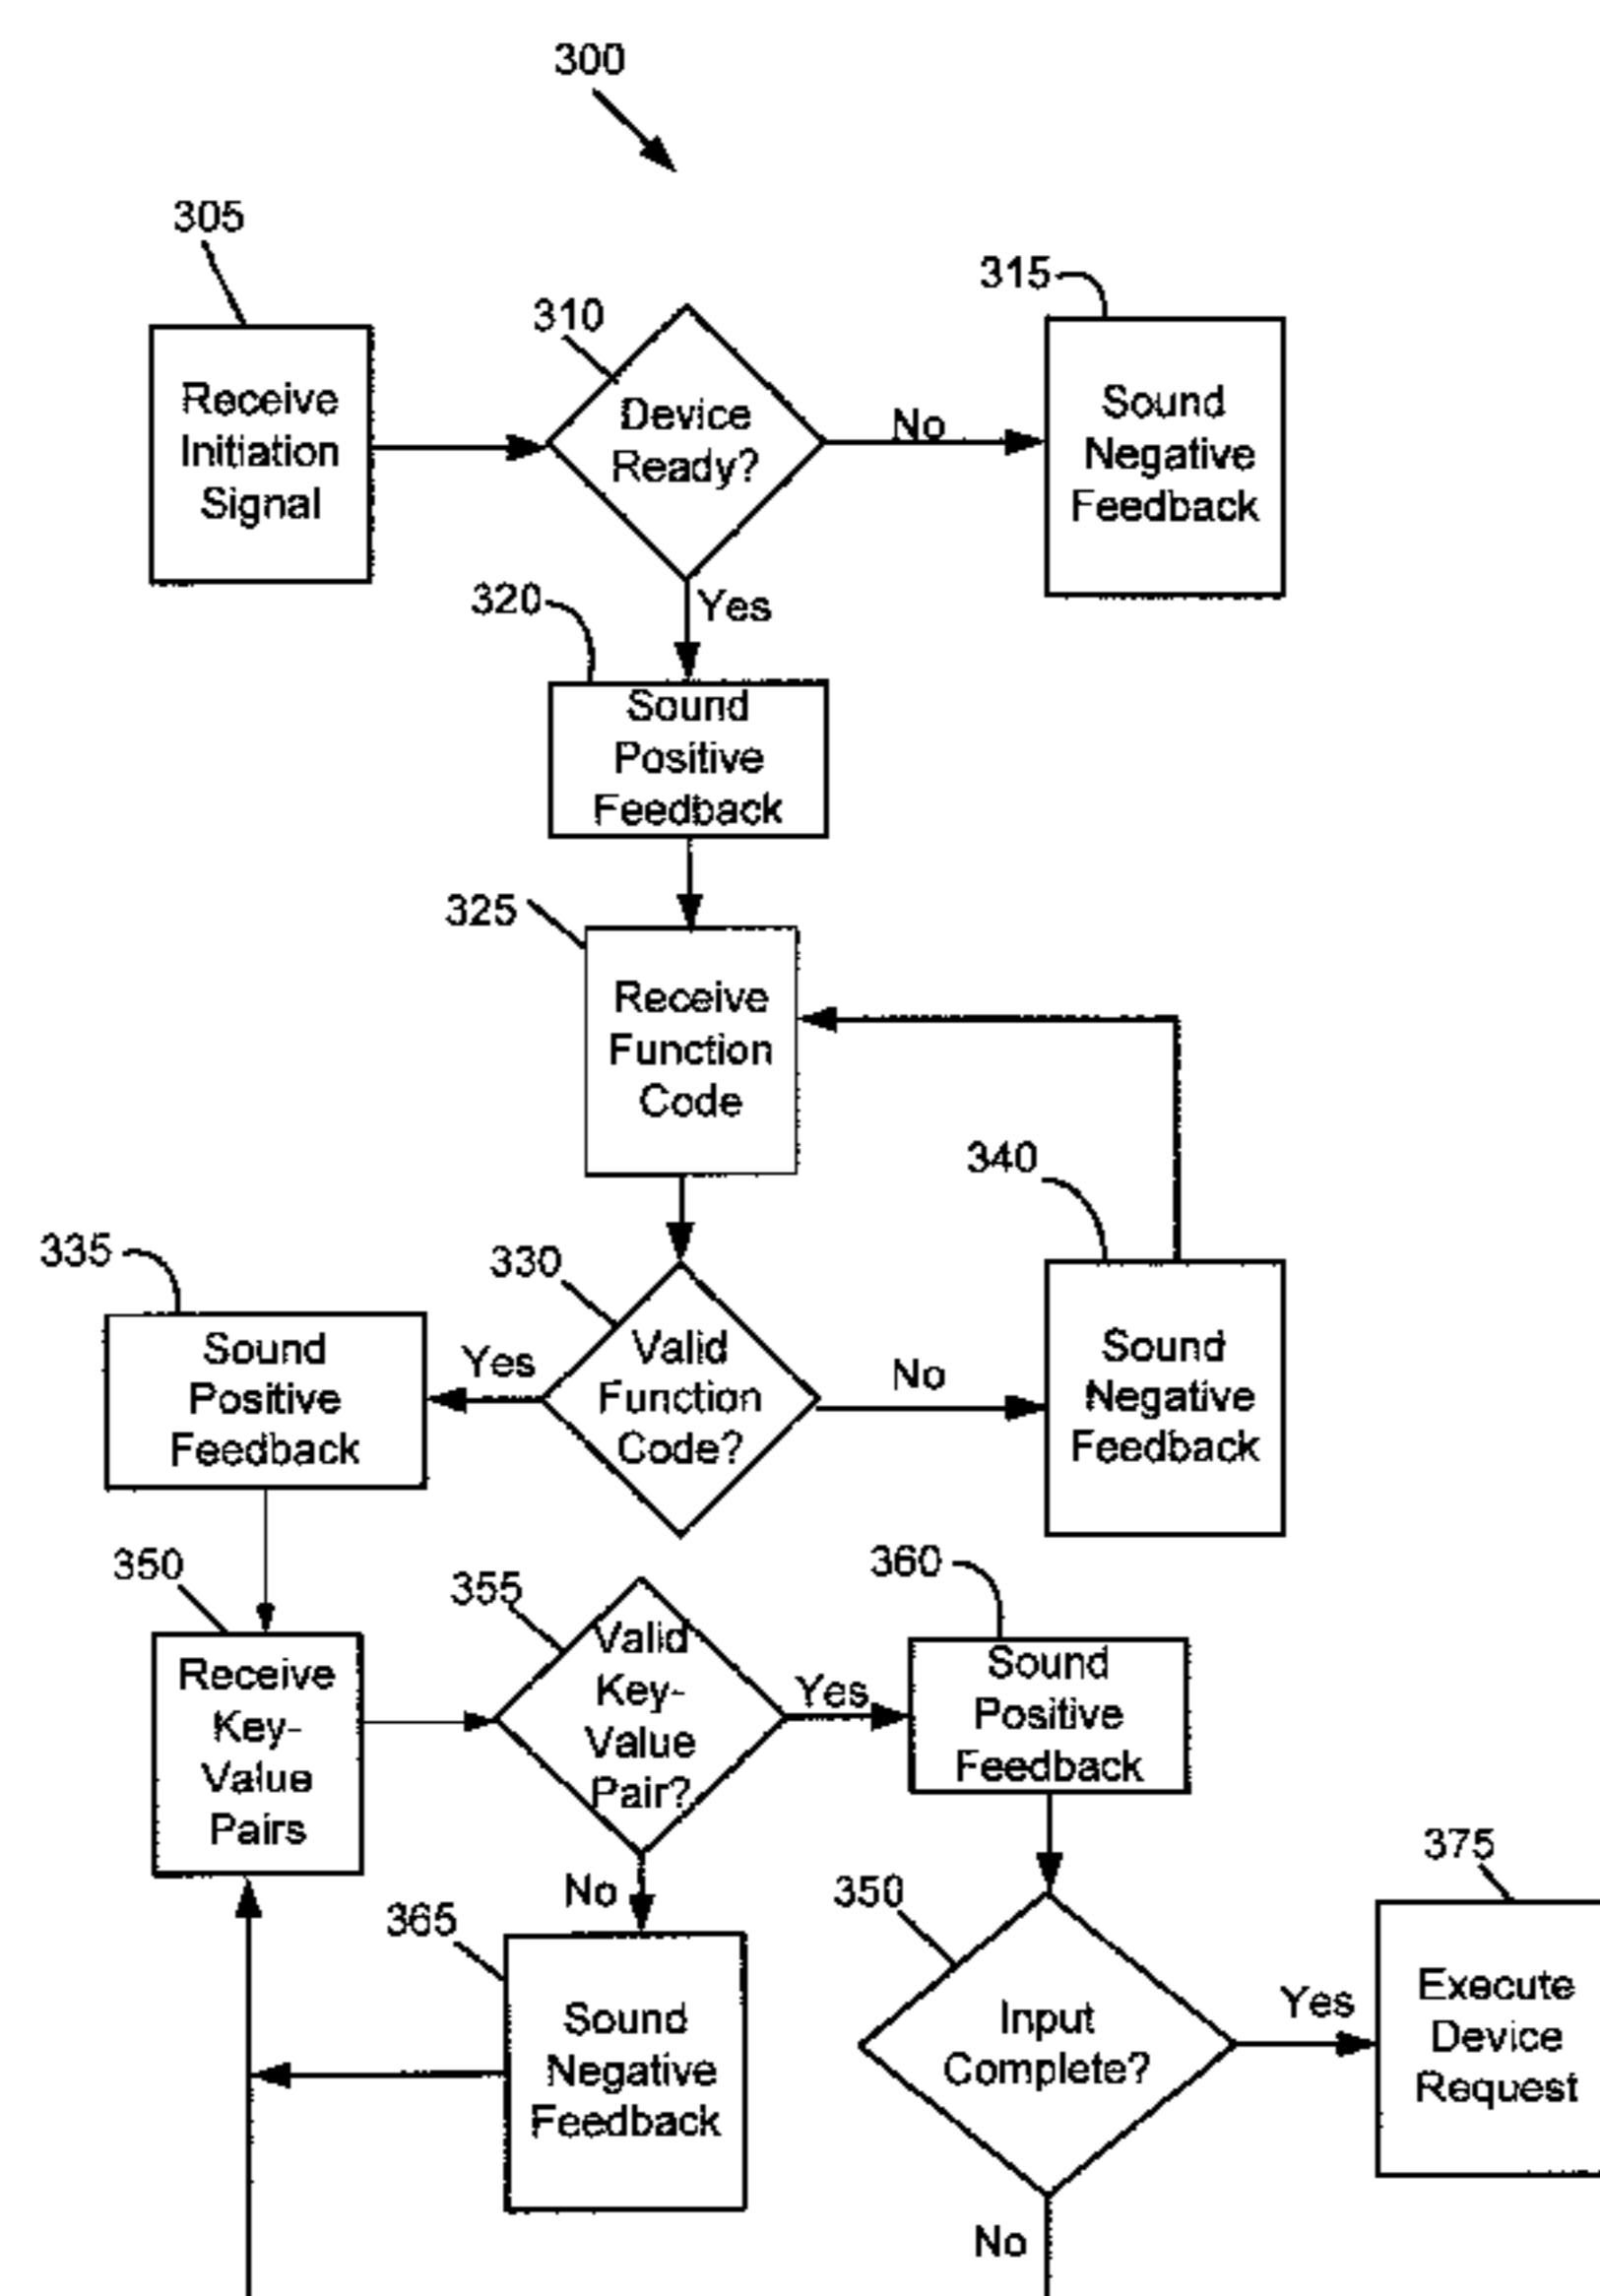 300
305
310
315
Receive
Initiation
Signal
Device
Ready?
No
Sound
Negative
Feedback
320
Yes
Sound
Positive
Feedback
325
Receive
Function
Code
340
335
330
Sound
Positive
Feedback
Yes
Valid
Function
Code?
No
Sound
Negative
Feedback
350
355
360
Receive
Key-
Value
Pairs
Valid
Key-
Value
Pair?
Yes
Sound
Positive
Feedback
No
365
350
375
Sound
Negative
Feedback
Input
Complete?
Yes
Execute
Device
Request
No